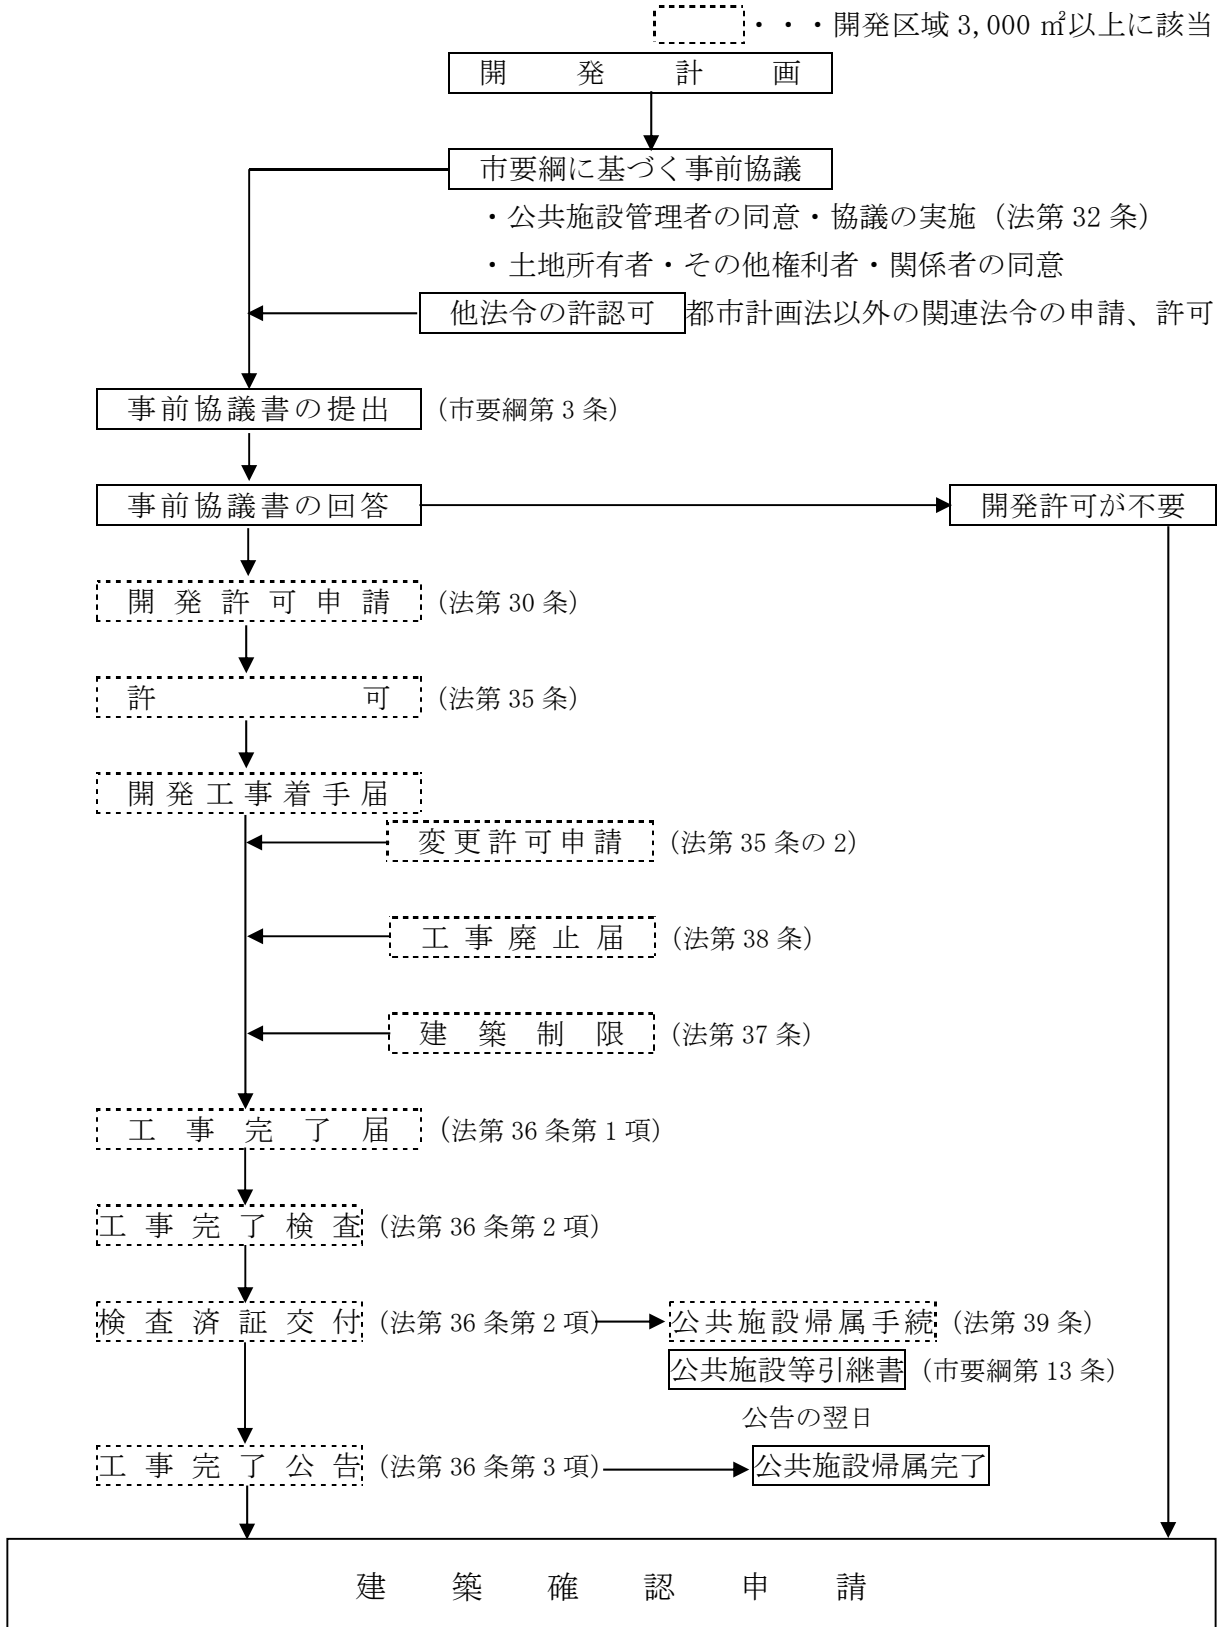 ・・・開発区域 3,000 ㎡以上に該当
開発計画
市要綱に基づく事前協議
・公共施設管理者の同意・協議の実施（法第 32 条）
・土地所有者・その他権利者・関係者の同意
他法令の許認可 都市計画法以外の関連法令の申請、許可
事前協議書の提出 （市要綱第 3 条）
事前協議書の回答 開発許可が不要
開発許可申請 （法第 30 条）
許可 （法第 35 条）
開発工事着手届
変更許可申請 （法第 35 条の 2）
工事廃止届 （法第 38 条）
建築制限 （法第 37 条）
工事完了届 （法第 36 条第 1 項）
工事完了検査 （法第 36 条第 2 項）
検査済証交付 （法第 36 条第 2 項） 公共施設帰属手続 （法第 39 条）
公共施設等引継書 （市要綱第 13 条）
公告の翌日
工事完了公告 （法第 36 条第 3 項） 公共施設帰属完了
建築確認申請